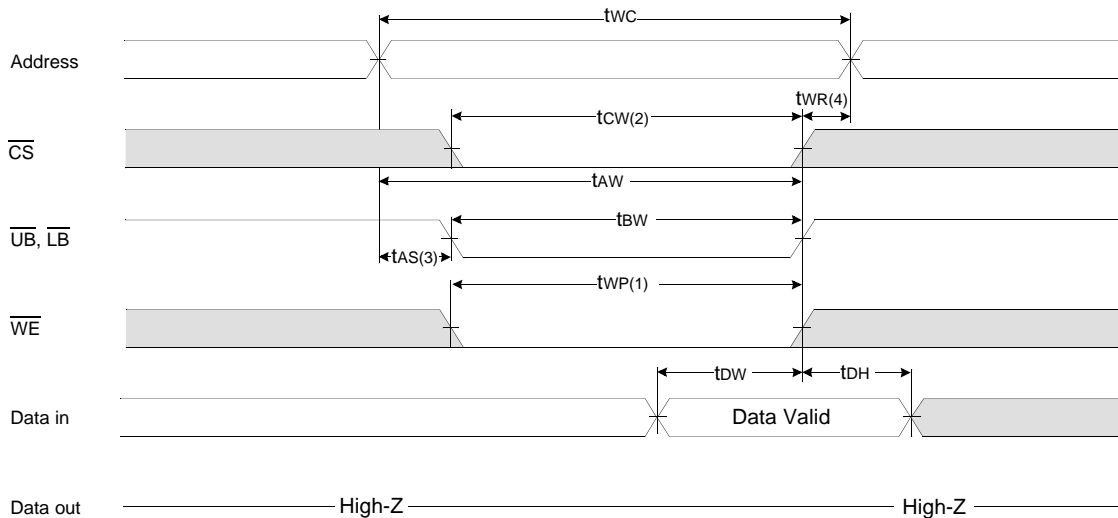 tWC
Address
tWR(4)
tCW(2)
CS
tAW
tBW
UB, LB
tAS(3)
tWP(1)
WE
tDW
tDH
Data in
Data Valid
Data out
High-Z
High-Z